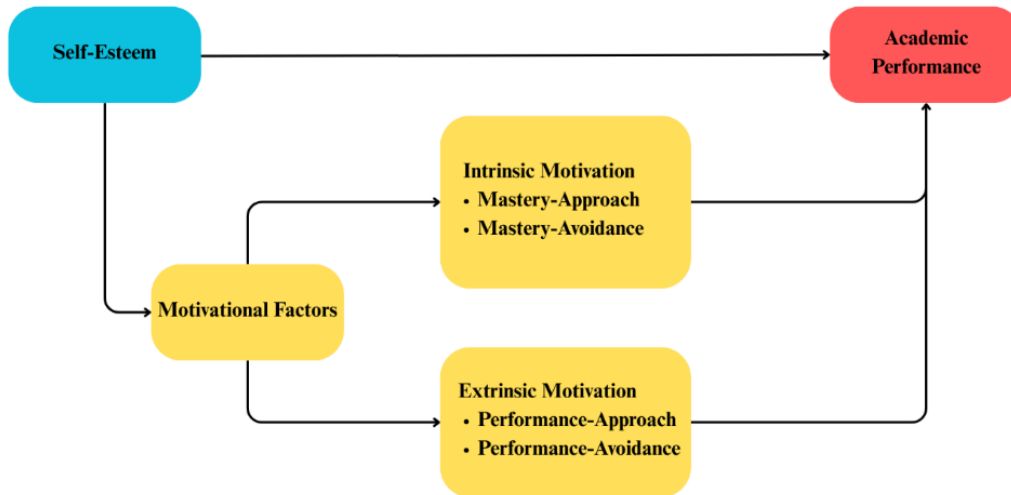 Self-Esteem
Academic
Performance
Intrinsic Motivation
• Mastery-Approach
• Mastery-Avoidance
Motivational Factors
Extrinsic Motivation
• Performance-Approach
• Performance-Avoidance